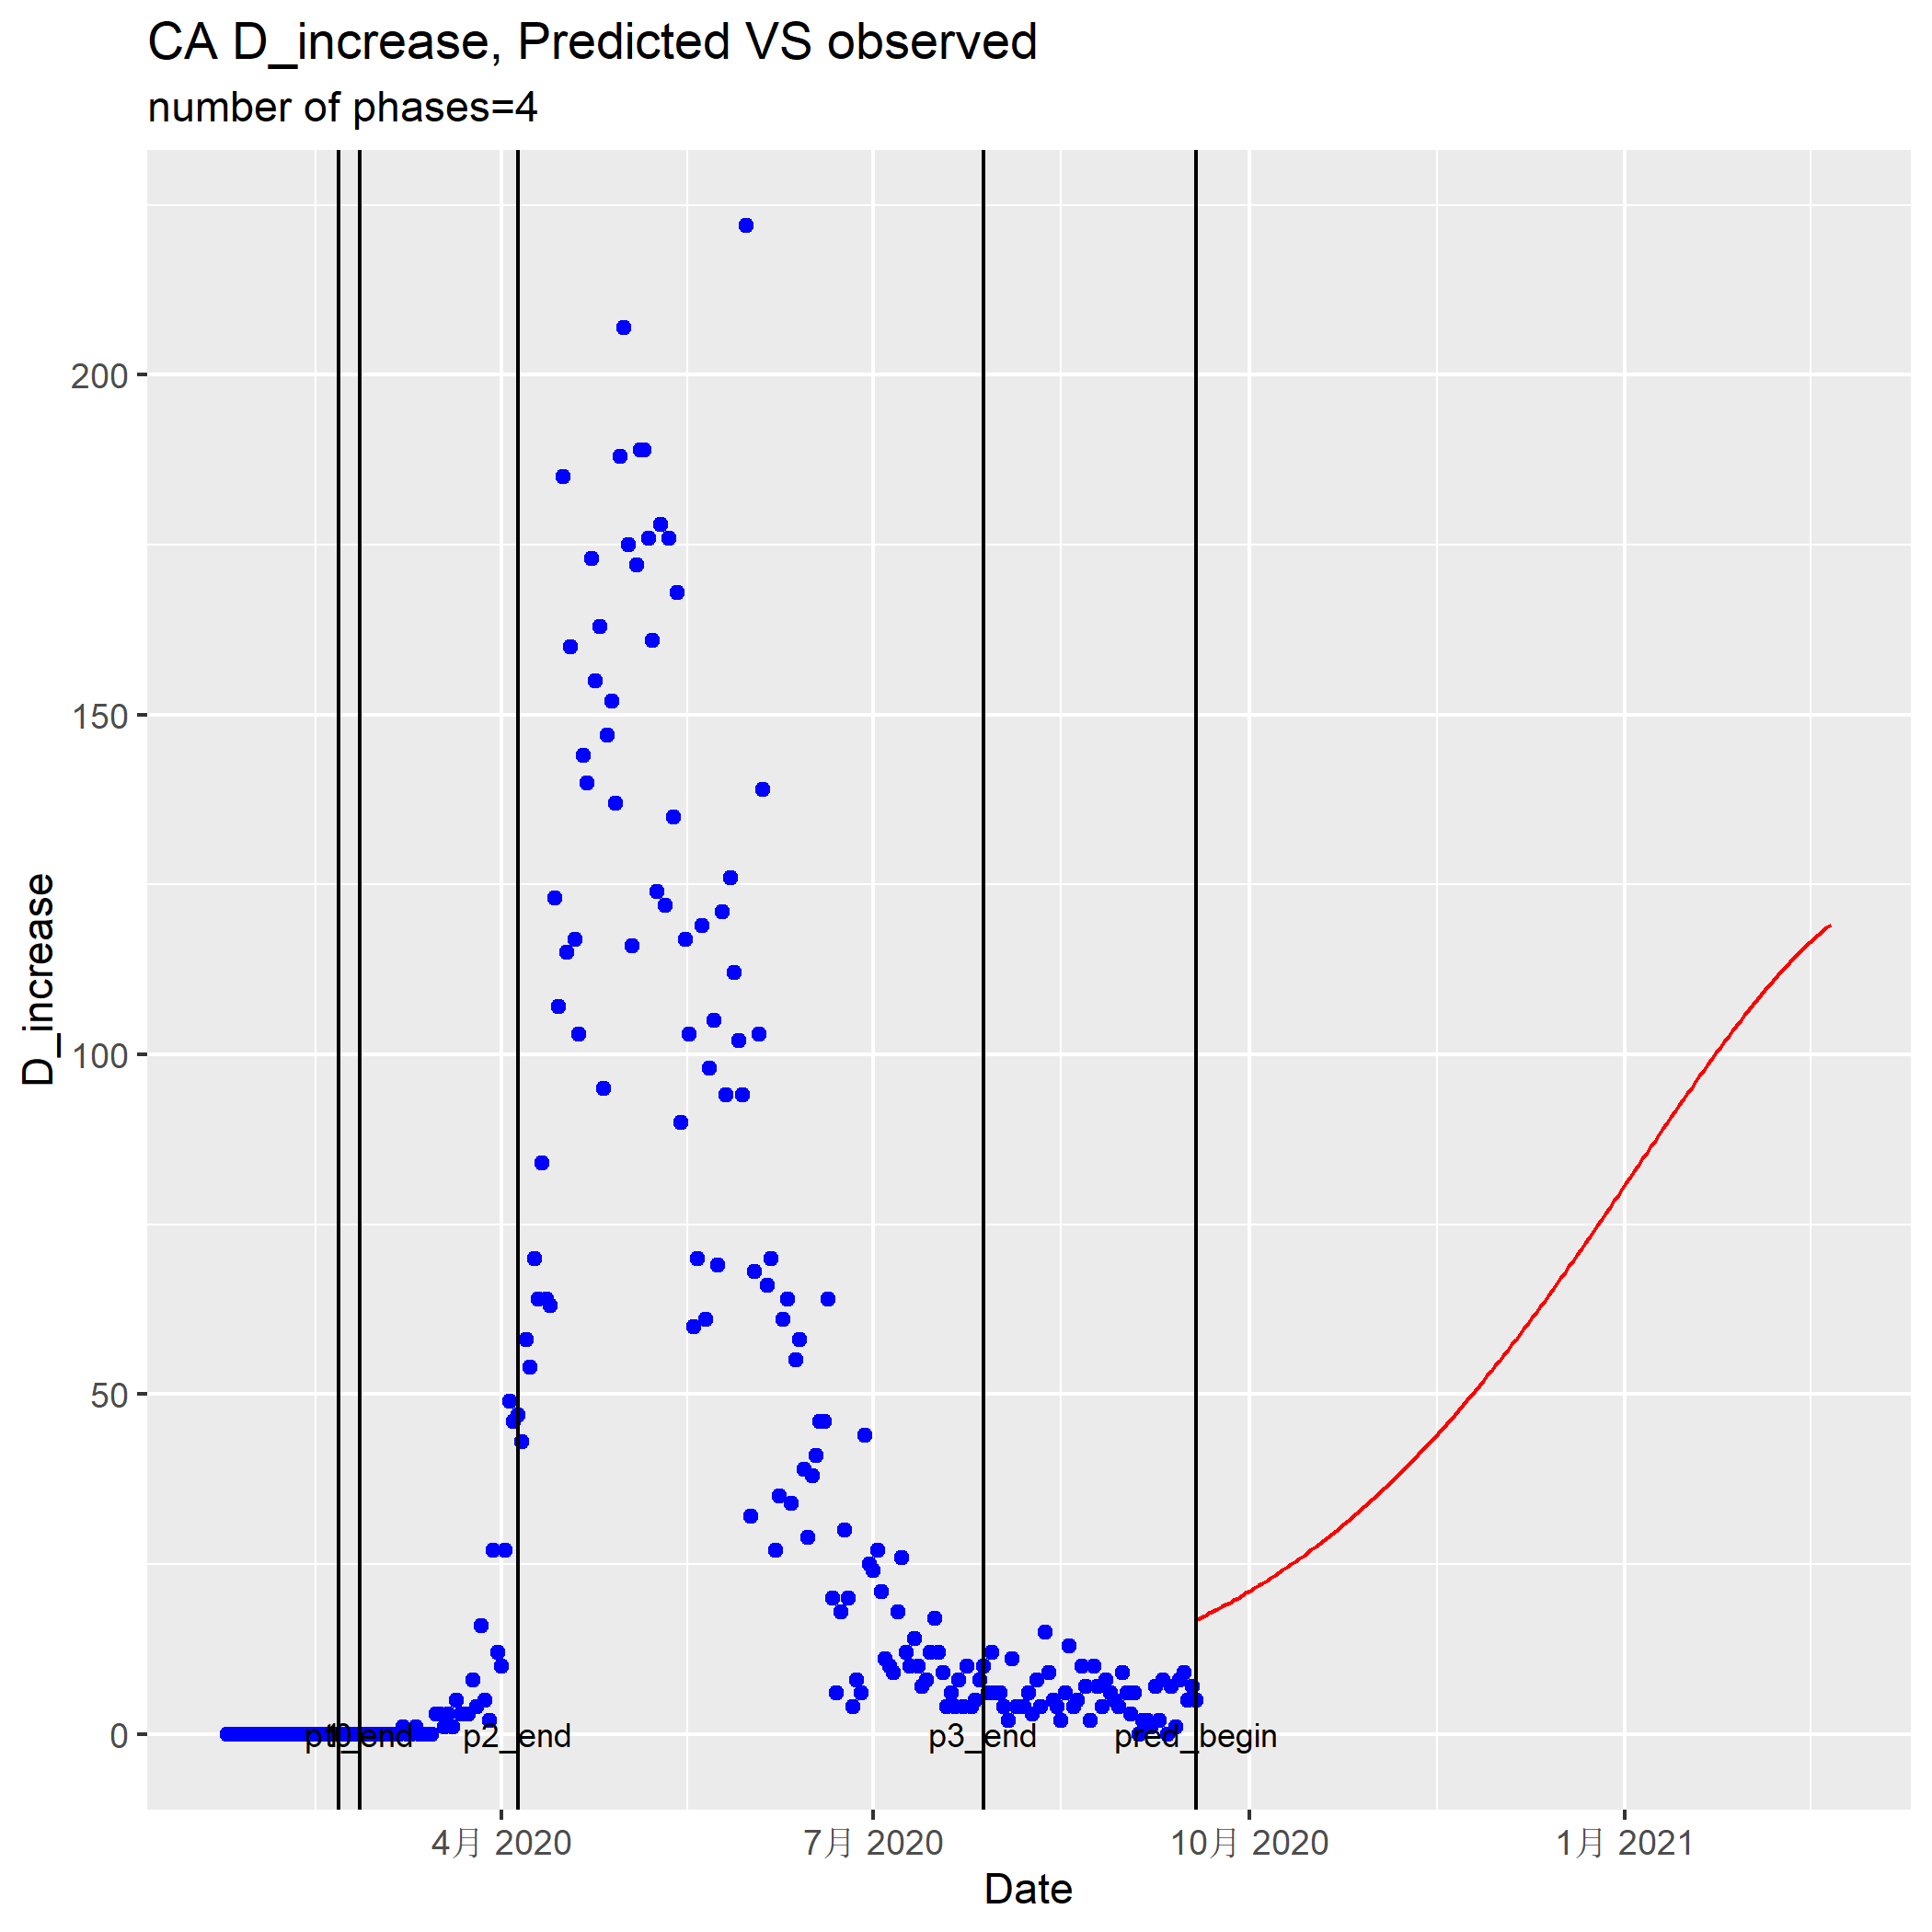 CA D_increase, Predicted VS observed
number of phases=4
D_increase
200
150
100
50
0
p2_end
p3_end
pred_begin
4月 2020
7月 2020
10月 2020
1月 2021
Date